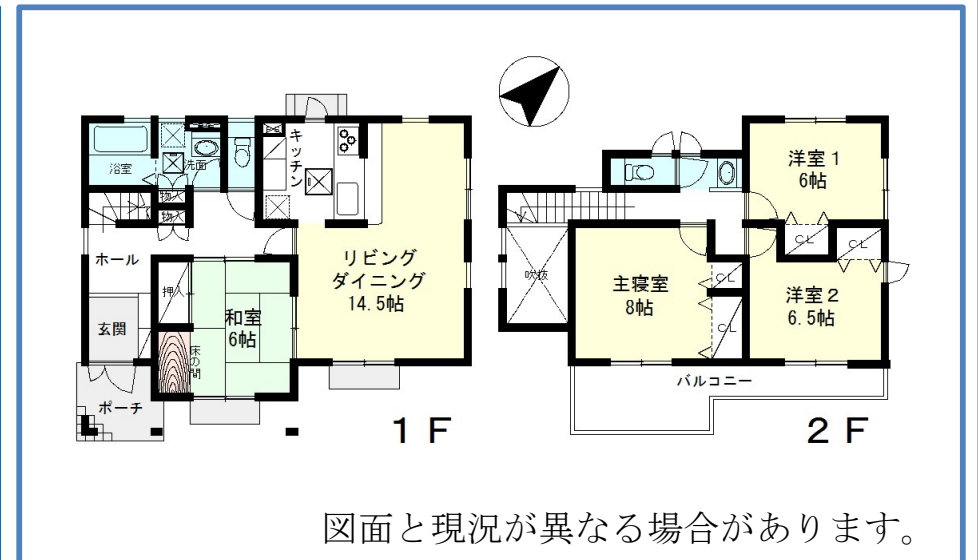 浴室
洗面
キッチン
物入
物入
ホール
押入
和室
6帖
リビング
ダイニング
14.5帖
玄関
床の間
ポーチ
1F
洋室1
6帖
CL
CL
吹抜
主寝室
8帖
CL
CL
洋室2
6.5帖
バルコニー
2F
図面と現況が異なる場合があります。